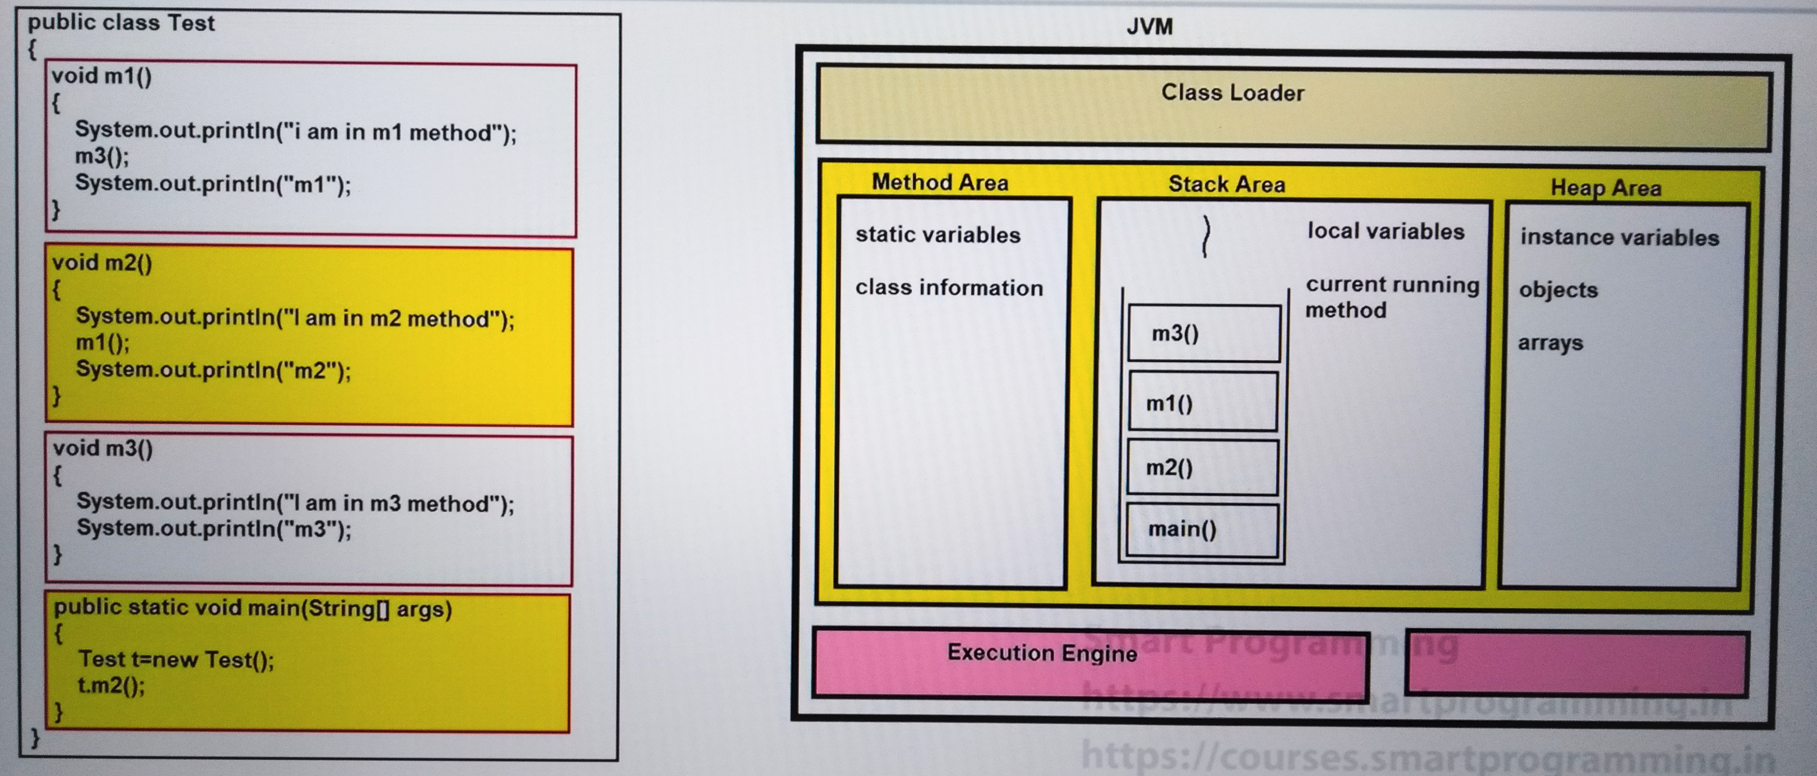 public class Test
{
void m1()
{
System.out.println("i am in m1 method");
m3();
System.out.println("m1");
}
void m2()
{
System.out.println("I am in m2 method");
m1();
System.out.println("m2");
}
void m3()
{
System.out.println("I am in m3 method");
System.out.println("m3");
}
public static void main(String[] args)
{
Test t=new Test();
t.m2();
}
}
JVM
Class Loader
Method Area
static variables
class information
Stack Area
local variables
current running
method
m3()
m1()
m2()
main()
Heap Area
instance variables
objects
arrays
Execution Engine
Smart Programming
https://www.smartprogramming.in
https://courses.smartprogramming.in